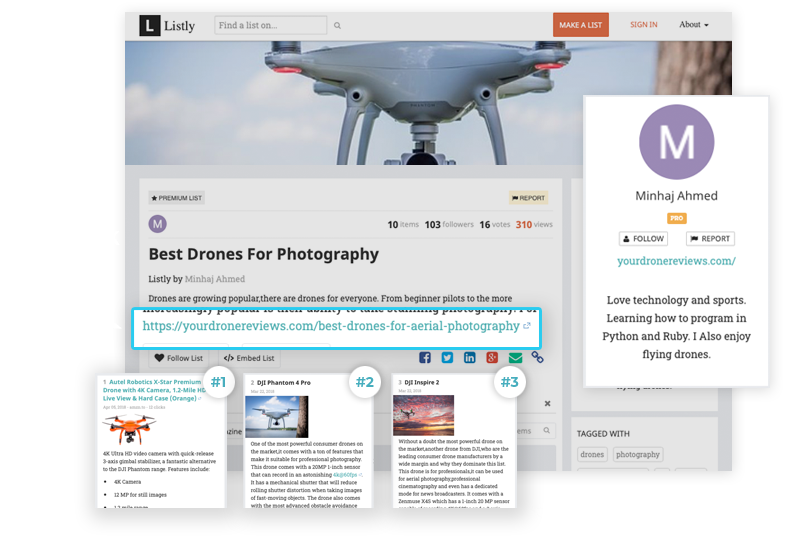 L Listly
Find a list on...
MAKE A LIST
SIGN IN
About
PREMIUM LIST
REPORT
M
10 items 103 followers 16 votes 310 views
Best Drones For Photography
Listly by Minhaj Ahmed
Drones are growing popular,there are drones for everyone. From beginner pilots to the more
https://yourdronereviews.com/best-drones-for-aerial-photography
Follow List
Embed List
M
Minhaj Ahmed
PRO
FOLLOW
REPORT
yourdronereviews.com/
Love technology and sports.
Learning how to program in
Python and Ruby. I Also enjoy
flying drones.
flying drones.
TAGGED WITH
drones
photography
#1
1 Autel Robotics X-Star Premium
Drone with 4K Camera, 1.2-Mile HD
Live View & Hard Case (Orange)
4K Ultra HD video camera with quick-release
3-axis gimbal stabilizer, a fantastic alternative
to the DJI Phantom range. Features include:
• 4K Camera
• 12 MP for still images
#2
2 DJI Phantom 4 Pro
Mar 22, 2018
One of the most powerful consumer drones on
the market,it comes with a ton of features that
make it suitable for professional photography.
This drone comes with a 20MP 1-inch sensor
that can record in an astonishing 4k@60fps
It has a mechanical shutter that will reduce
rolling shutter distortion when taking images
of fast-moving objects. The drone also comes
with the most advanced obstacle avoidance
#3
3 DJI Inspire 2
Mar 22, 2018
Without a doubt the most powerful drone on
the market,another drone from DJI,who are the
leading consumer drone manufacturers by a
wide margin and why they dominate this list.
This drone is for professionals,it can be used
for aerial photography,professional
cinematography and even has a dedicated
mode for news broadcasters. It comes with a
Zenmuse X4S which has a 1-inch 20 MP sensor